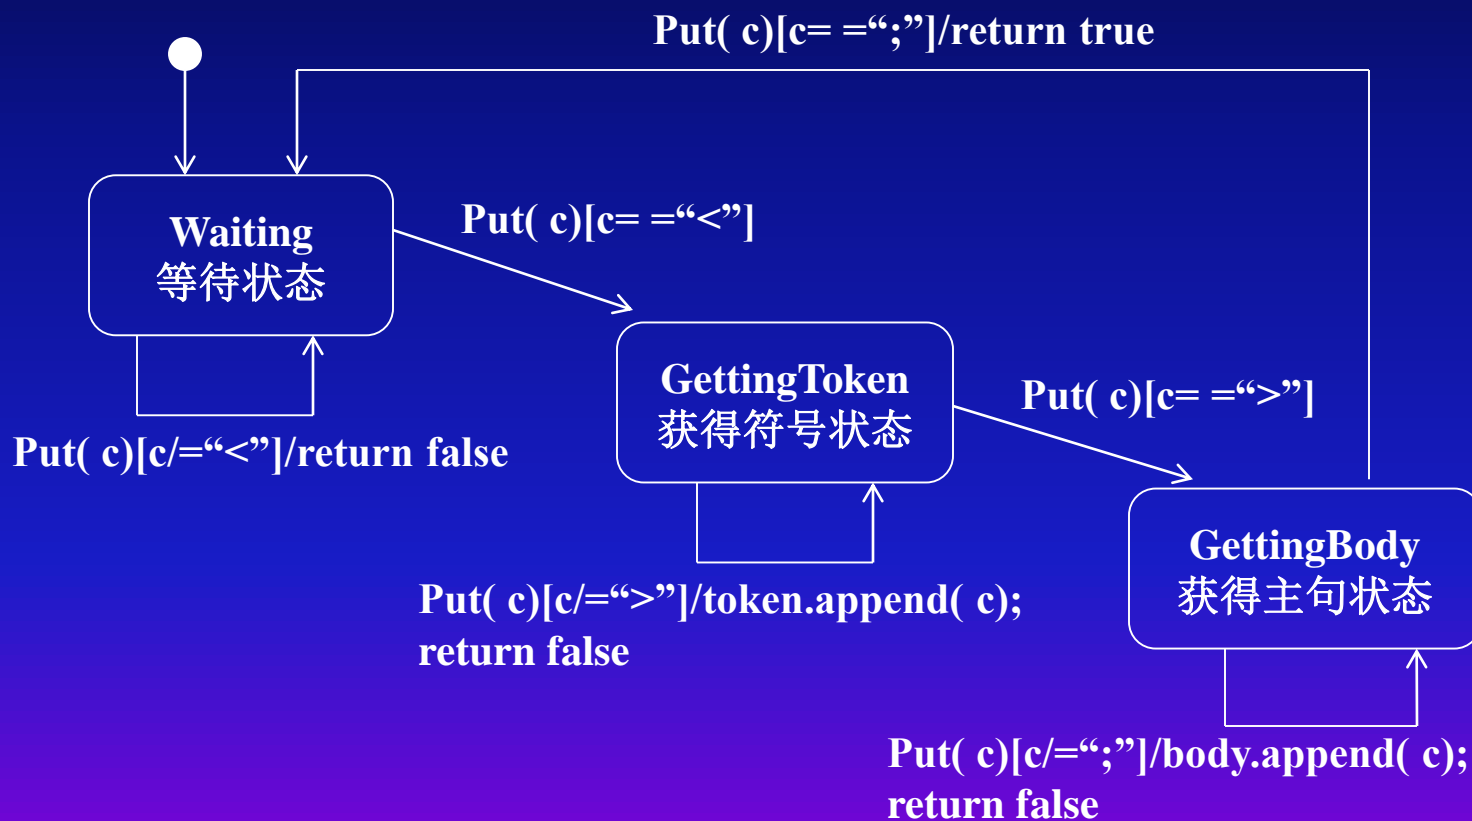 Put( c)[c= =“;”]/return true
Waiting
等待状态
Put( c)[c= =“<”]
Put( c)[c/=“<”]/return false
GettingToken
获得符号状态
Put( c)[c= =“>”]
Put( c)[c/=“>”]/token.append( c);
return false
GettingBody
获得主句状态
Put( c)[c/=“;”]/body.append( c);
return false